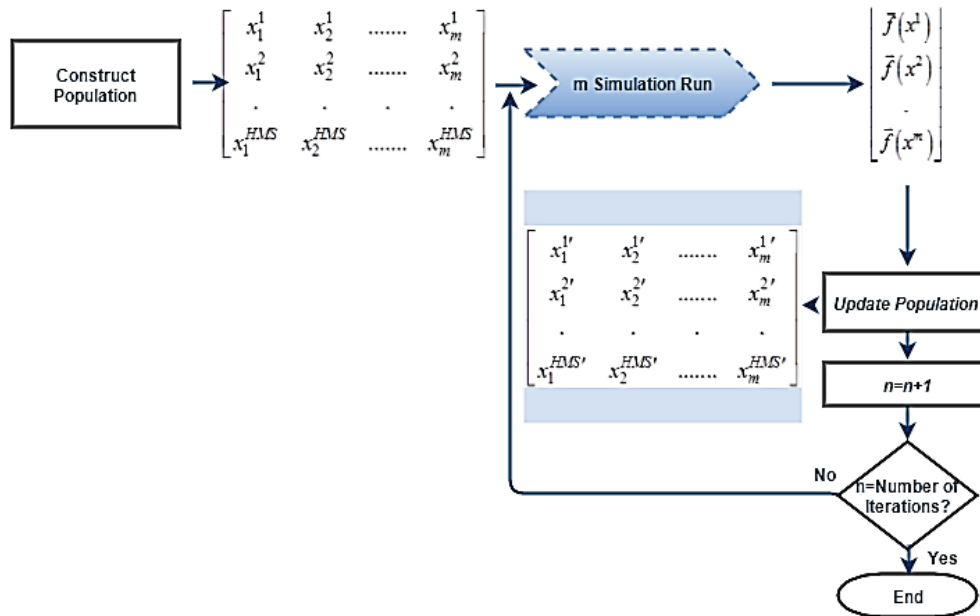 Construct
Population
x_1^1 x_2^1 ....... x_m^1
x_1^2 x_2^2 ....... x_m^2
. . . .
x_1^{HMS} x_2^{HMS} ....... x_m^{HMS}
m Simulation Run
f̄(x^1)
f̄(x^2)
.
f̄(x^m)
x_1^{1′} x_2^{1′} ....... x_m^{1′}
x_1^{2′} x_2^{2′} ....... x_m^{2′}
. . . .
x_1^{HMS′} x_2^{HMS′} ....... x_m^{HMS′}
Update Population
n=n+1
No
n=Number of
Iterations?
Yes
End